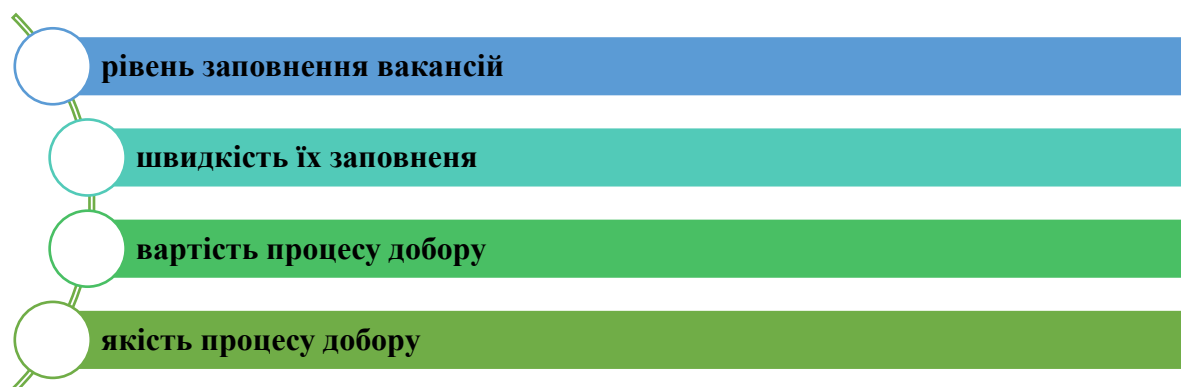 рівень заповнення вакансій
швидкість їх заповненя
вартість процесу добору
якість процесу добору